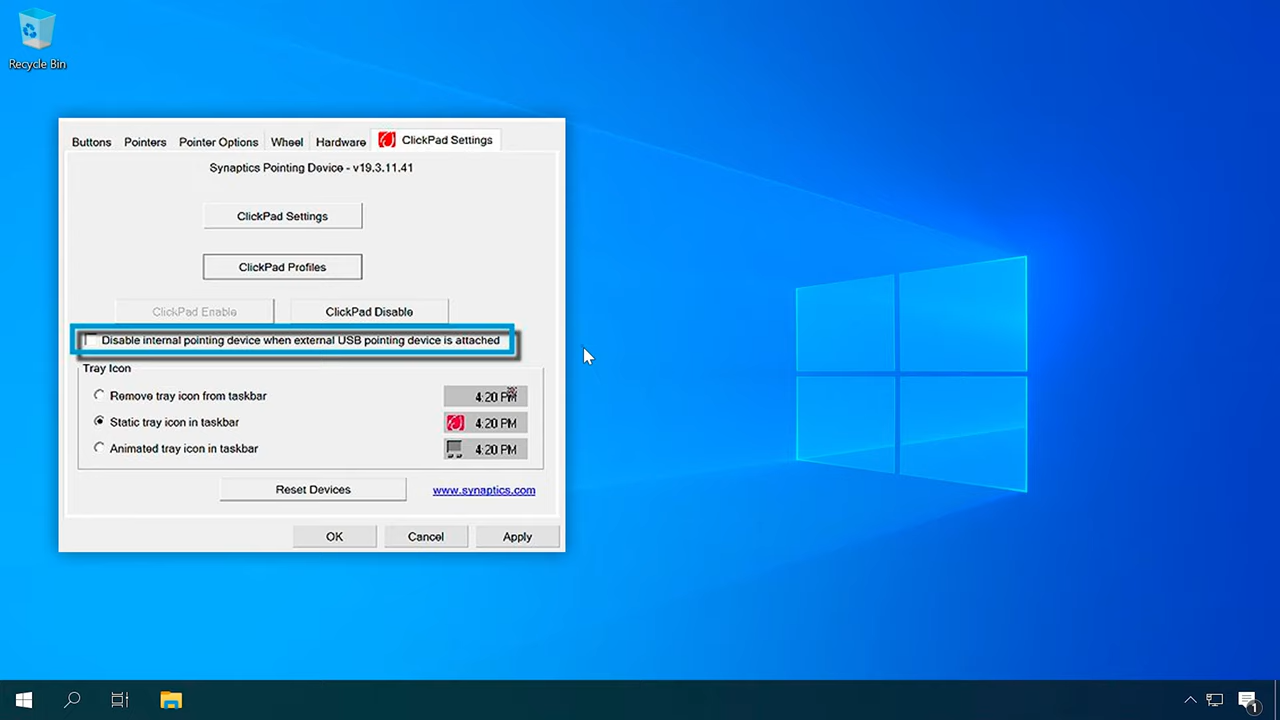 Recycle Bin
Buttons Pointers Pointer Options Wheel Hardware ClickPad Settings
Synaptics Pointing Device - v19.3.11.41
ClickPad Settings
ClickPad Profiles
ClickPad Enable ClickPad Disable
Disable internal pointing device when external USB pointing device is attached
Tray Icon
Remove tray icon from taskbar 4:20 PM
Static tray icon in taskbar 4:20 PM
Animated tray icon in taskbar 4:20 PM
Reset Devices www.synaptics.com
OK Cancel Apply
1